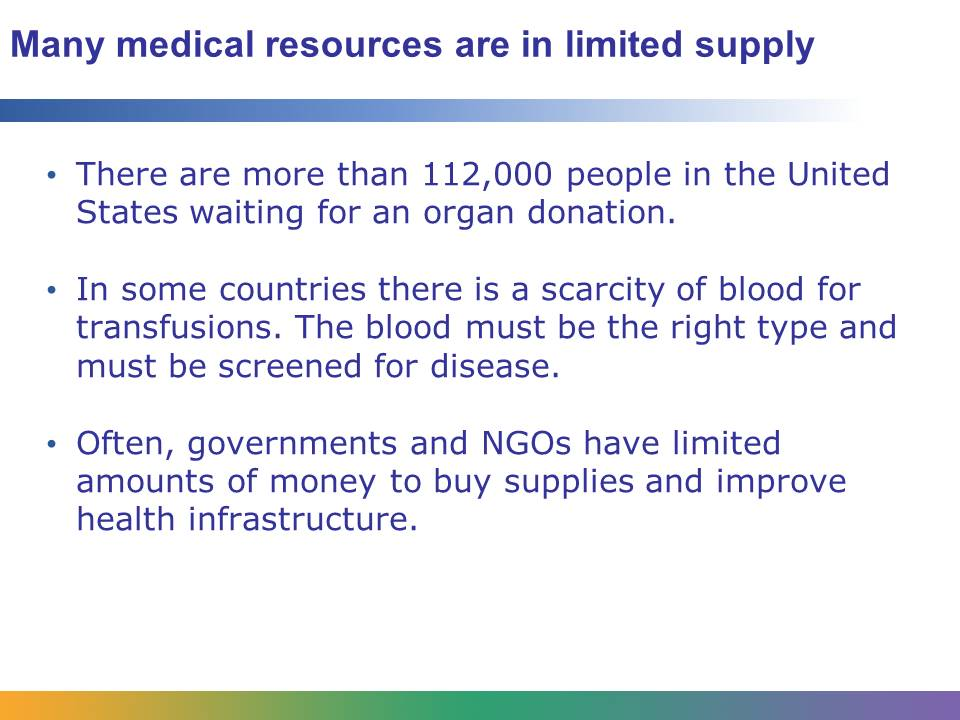 Many medical resources are in limited supply
• There are more than 112,000 people in the United
States waiting for an organ donation.
• In some countries there is a scarcity of blood for
transfusions. The blood must be the right type and
must be screened for disease.
• Often, governments and NGOs have limited
amounts of money to buy supplies and improve
health infrastructure.